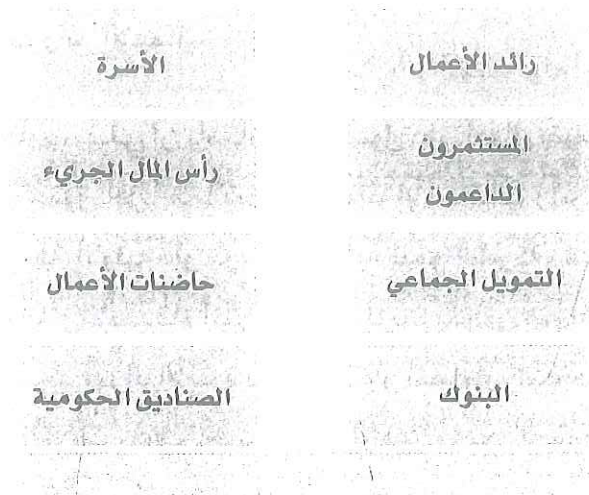 رائد الأعمال
الأسرة
المستثمرون
الداعمون
رأس المال الجريء
التمويل الجماعي
حاضنات الأعمال
البنوك
الصناديق الحكومية